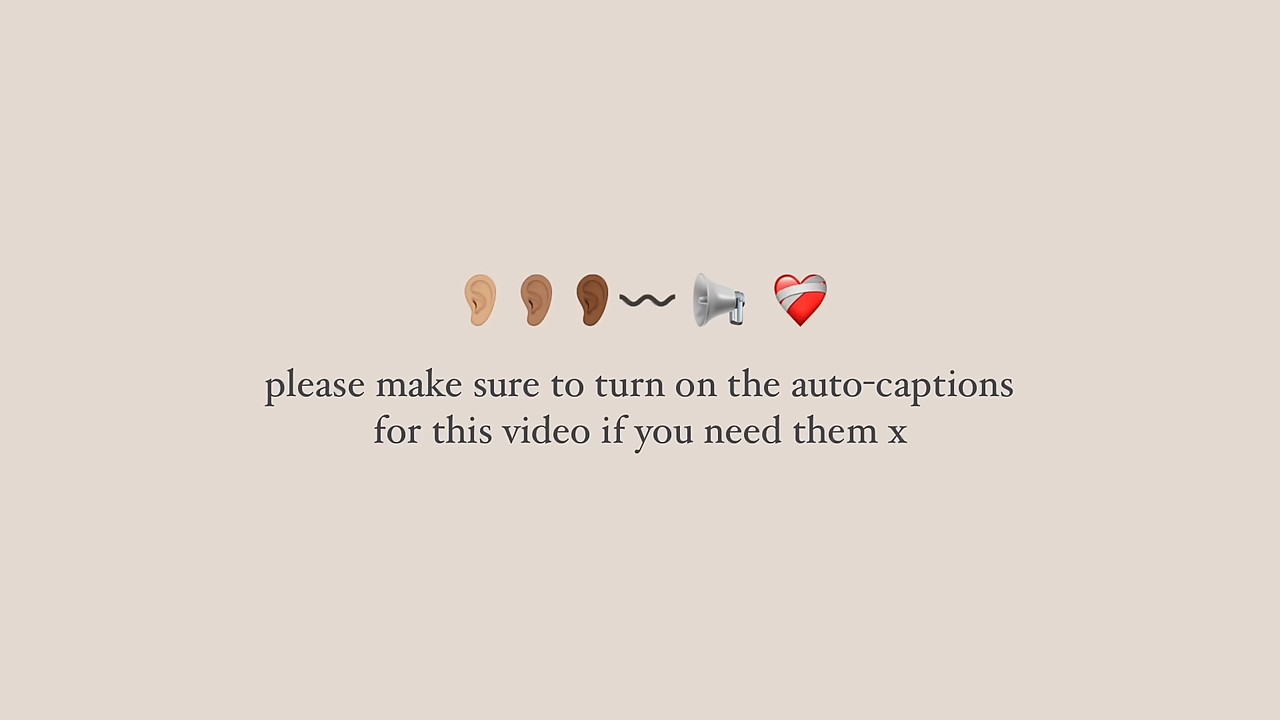 👂🏼👂🏽👂🏾〰️📢❤️‍🩹
please make sure to turn on the auto-captions
for this video if you need them x